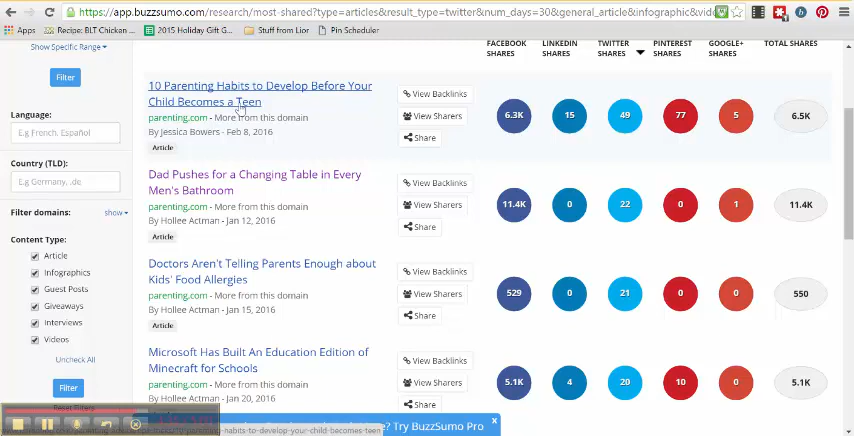 https://app.buzzsumo.com/research/most-shared?type=articles&result_type=twitter&num_days=30&general_article&infographic&vide
Apps Recipe: BLT Chicken ... 2015 Holiday Gift G... Stuff from Lior Pin Scheduler
Show Specific Range
Filter
Language:
E.g French, Español
Country (TLD):
E.g Germany, .de
Filter domains: show
Content Type:
Article
Infographics
Guest Posts
Giveaways
Interviews
Videos
Uncheck All
Filter
Reset Filters
FACEBOOK SHARES
LINKEDIN SHARES
TWITTER SHARES
PINTEREST SHARES
GOOGLE+ SHARES
TOTAL SHARES
10 Parenting Habits to Develop Before Your
Child Becomes a Teen
parenting.com - More from this domain
By Jessica Bowers - Feb 8, 2016
Article
View Backlinks
View Sharers
Share
6.3K 15 49 77 5 6.5K
Dad Pushes for a Changing Table in Every
Men's Bathroom
parenting.com - More from this domain
By Hollee Actman - Jan 12, 2016
Article
View Backlinks
View Sharers
Share
11.4K 0 22 0 1 11.4K
Doctors Aren't Telling Parents Enough about
Kids' Food Allergies
parenting.com - More from this domain
By Hollee Actman - Jan 15, 2016
Article
View Backlinks
View Sharers
Share
529 0 21 0 0 550
Microsoft Has Built An Education Edition of
Minecraft for Schools
parenting.com - More from this domain
By Hollee Actman - Jan 20, 2016
View Backlinks
View Sharers
Share
5.1K 4 20 10 0 5.1K
? Try BuzzSumo Pro
x